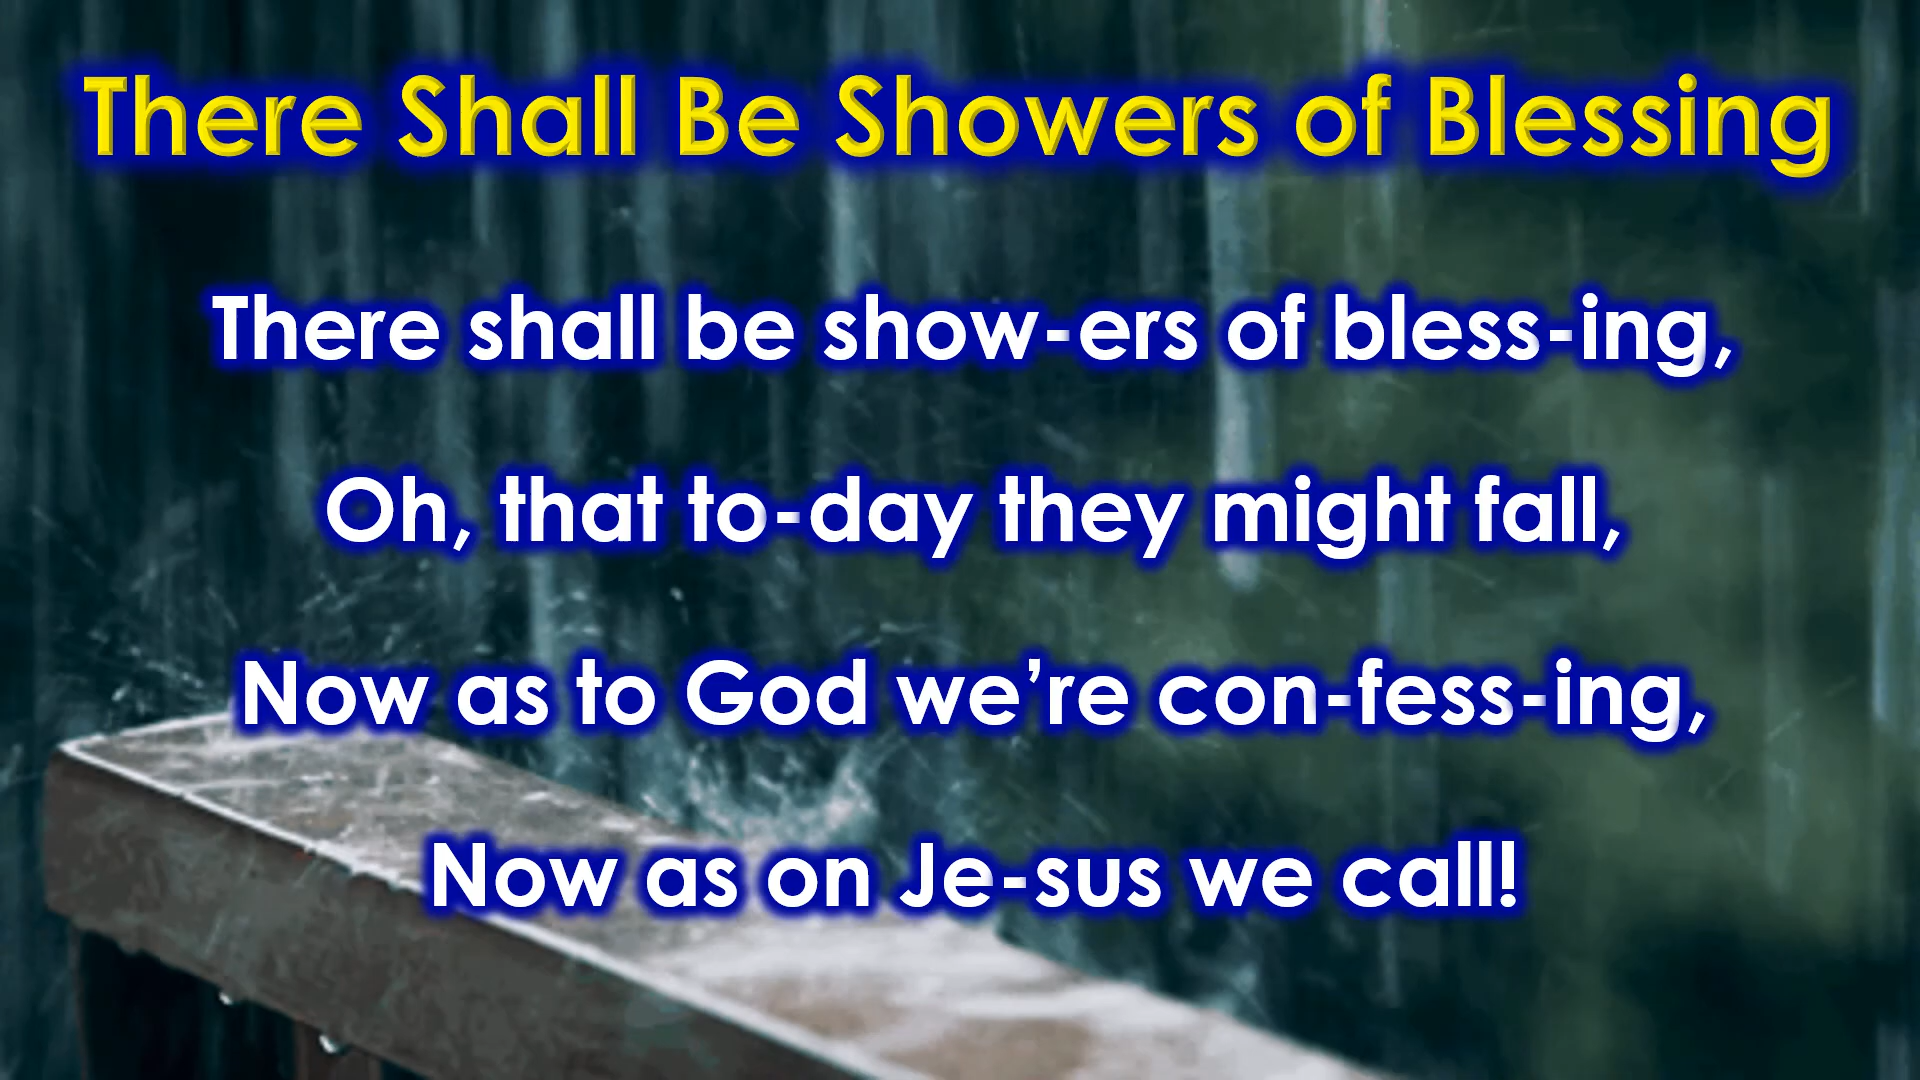 There Shall Be Showers of Blessing
There shall be show-ers of bless-ing,
Oh, that to-day they might fall,
Now as to God we’re con-fess-ing,
Now as on Je-sus we call!